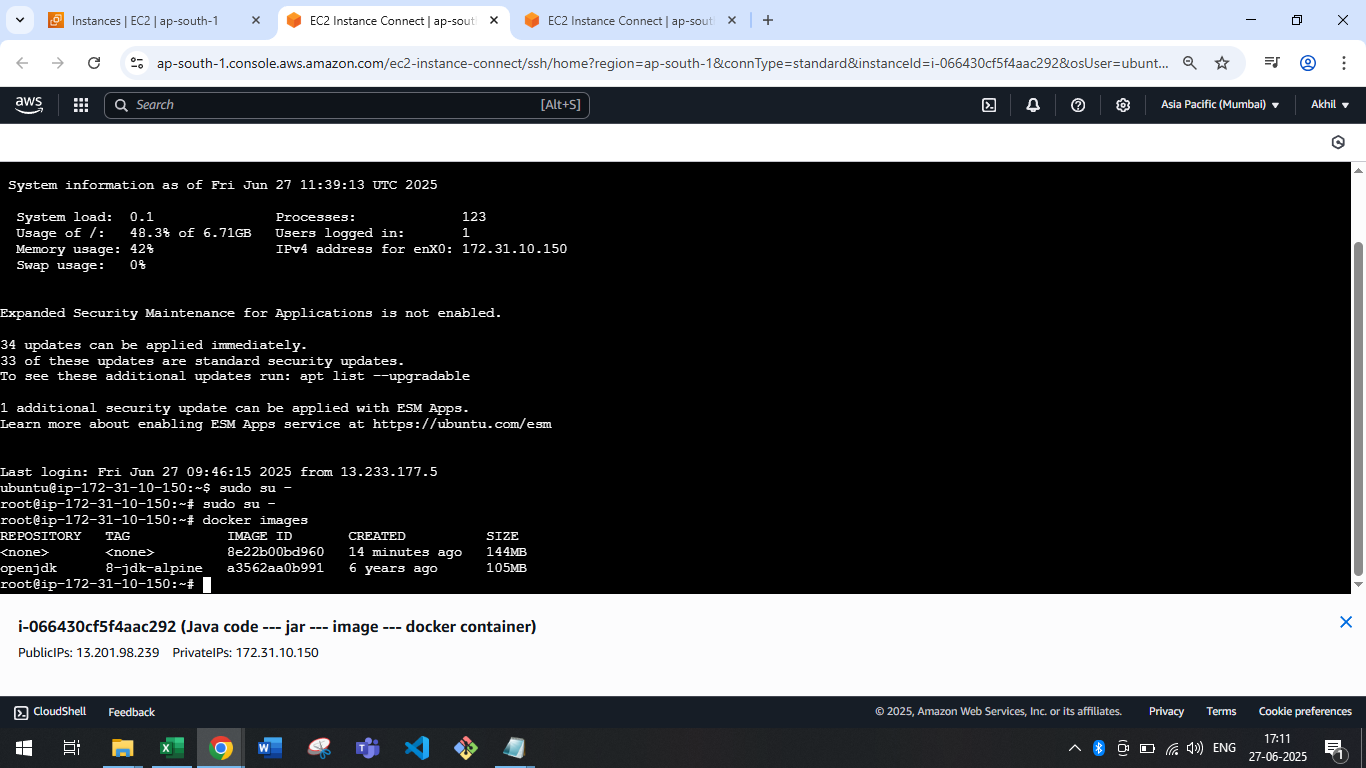 Instances | EC2 | ap-south-1
EC2 Instance Connect | ap-sout
EC2 Instance Connect | ap-sout
ap-south-1.console.aws.amazon.com/ec2-instance-connect/ssh/home?region=ap-south-1&connType=standard&instanceId=i-066430cf5f4aac292&osUser=ubunt...
aws
Search
[Alt+S]
Asia Pacific (Mumbai)
Akhil
System information as of Fri Jun 27 11:39:13 UTC 2025
System load: 0.1 Processes: 123
Usage of /: 48.3% of 6.71GB Users logged in: 1
Memory usage: 42% IPv4 address for enX0: 172.31.10.150
Swap usage: 0%
Expanded Security Maintenance for Applications is not enabled.
34 updates can be applied immediately.
33 of these updates are standard security updates.
To see these additional updates run: apt list --upgradable
1 additional security update can be applied with ESM Apps.
Learn more about enabling ESM Apps service at https://ubuntu.com/esm
Last login: Fri Jun 27 09:46:15 2025 from 13.233.177.5
ubuntu@ip-172-31-10-150:~$ sudo su -
root@ip-172-31-10-150:~# sudo su -
root@ip-172-31-10-150:~# docker images
REPOSITORY TAG IMAGE ID CREATED SIZE
<none> <none> 8e22b00bd960 14 minutes ago 144MB
openjdk 8-jdk-alpine a3562aa0b991 6 years ago 105MB
root@ip-172-31-10-150:~#
i-066430cf5f4aac292 (Java code --- jar --- image --- docker container)
PublicIPs: 13.201.98.239 PrivateIPs: 172.31.10.150
CloudShell
Feedback
© 2025, Amazon Web Services, Inc. or its affiliates.
Privacy
Terms
Cookie preferences
ENG
17:11
27-06-2025
1